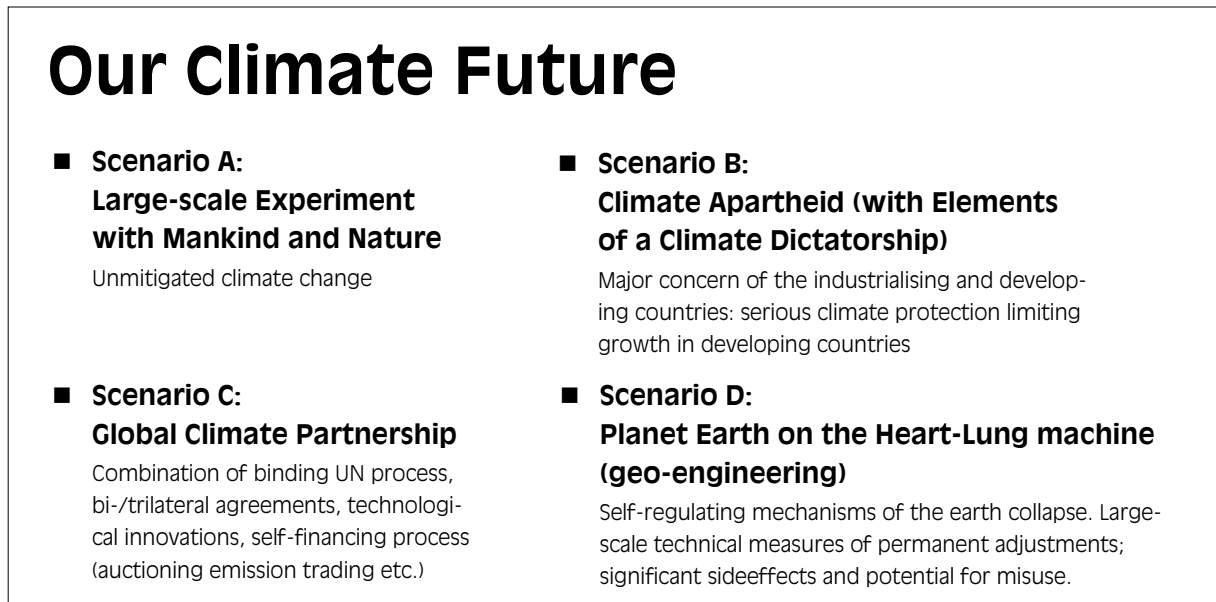 Our Climate Future
■ Scenario A:
Large-scale Experiment
with Mankind and Nature
Unmitigated climate change
■ Scenario B:
Climate Apartheid (with Elements
of a Climate Dictatorship)
Major concern of the industrialising and develop-
ing countries: serious climate protection limiting
growth in developing countries
■ Scenario C:
Global Climate Partnership
Combination of binding UN process,
bi-/trilateral agreements, technologi-
cal innovations, self-financing process
(auctioning emission trading etc.)
■ Scenario D:
Planet Earth on the Heart-Lung machine
(geo-engineering)
Self-regulating mechanisms of the earth collapse. Large-
scale technical measures of permanent adjustments;
significant sideeffects and potential for misuse.